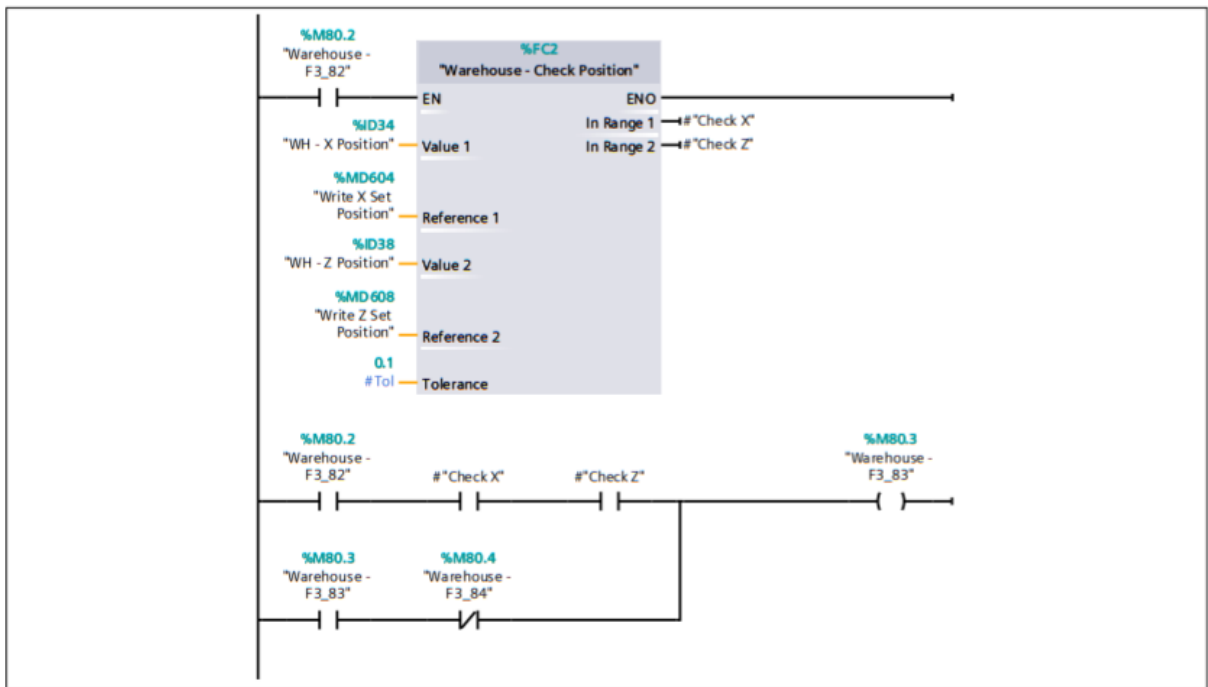 %M80.2
"Warehouse -
F3_82"
%FC2
"Warehouse - Check Position"
EN
ENO
%ID34
"WH - X Position"
Value 1
In Range 1
#"Check X"
In Range 2
#"Check Z"
%MD604
"Write X Set
Position"
Reference 1
%ID38
"WH - Z Position"
Value 2
%MD608
"Write Z Set
Position"
Reference 2
0.1
#Tol
Tolerance
%M80.2
"Warehouse -
F3_82"
#"Check X"
#"Check Z"
%M80.3
"Warehouse -
F3_83"
%M80.3
"Warehouse -
F3_83"
%M80.4
"Warehouse -
F3_84"